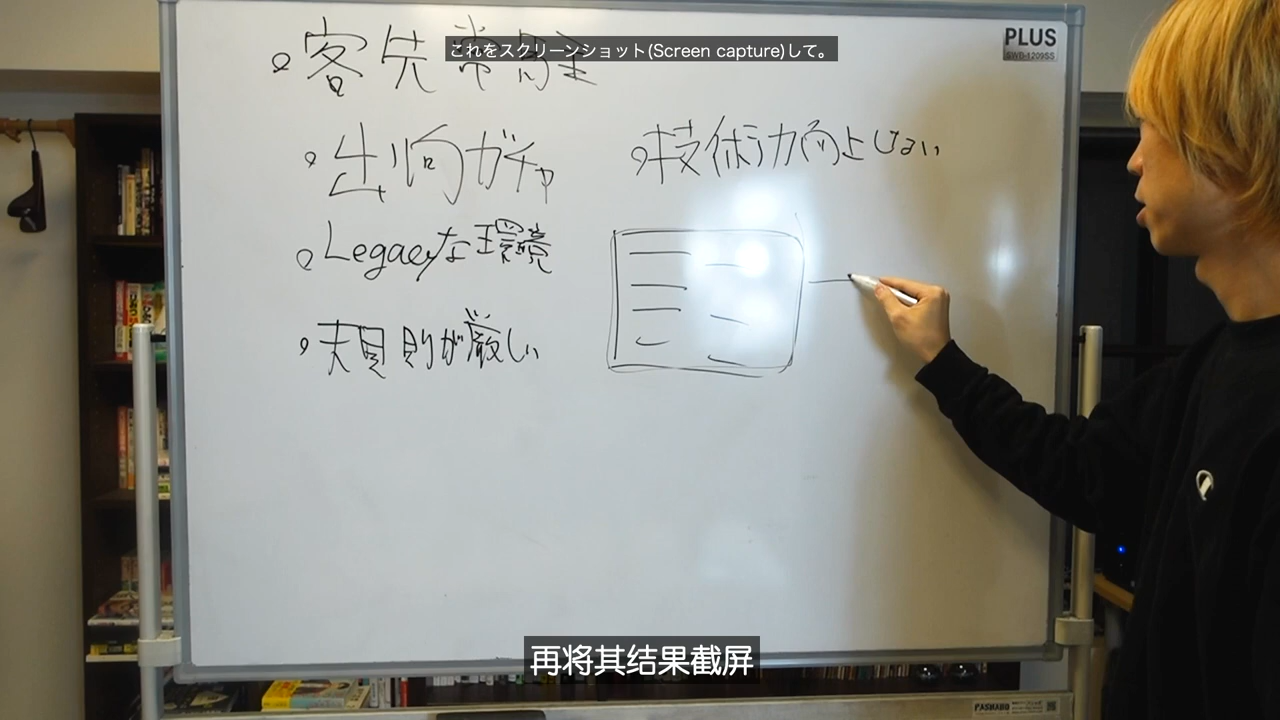 客先常駐
これをスクリーンショット(Screen capture)して。
PLUS
出向ガチャ
技術力向上しない
Legacyな環境
規則が厳しい
再将其结果截屏